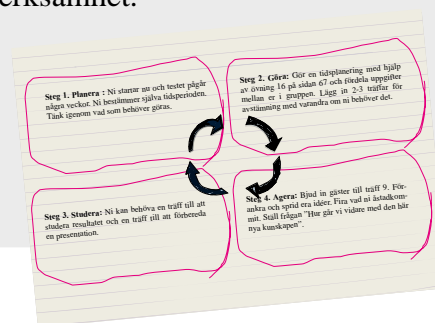 erksamhet.
Steg 1. Planera : Ni startar nu och testet pågår
några veckot. Ni bestämmer själva tidsperioden.
Tänk igenom vad som behöver göras.
Steg 2. Göra: Gör en tidsplanering med hjälp
av övning 16 på sidan 67 och fördela uppgifter
mellan er i gruppen. Lägg in 2-3 träffar för
avstämning med varandra om ni behöver det.
Steg 3. Studera: Ni kan behöva en träff till att
studera resultatet och en träff till att förbereda
en presentation.
Steg 4. Agera: Bjud in gäster till träff 9. För-
ankra och sprid era idéer. Fira vad ni åstadkom-
mit. Ställ frågan "Hur går vi vidare med den här
nya kunskapen".